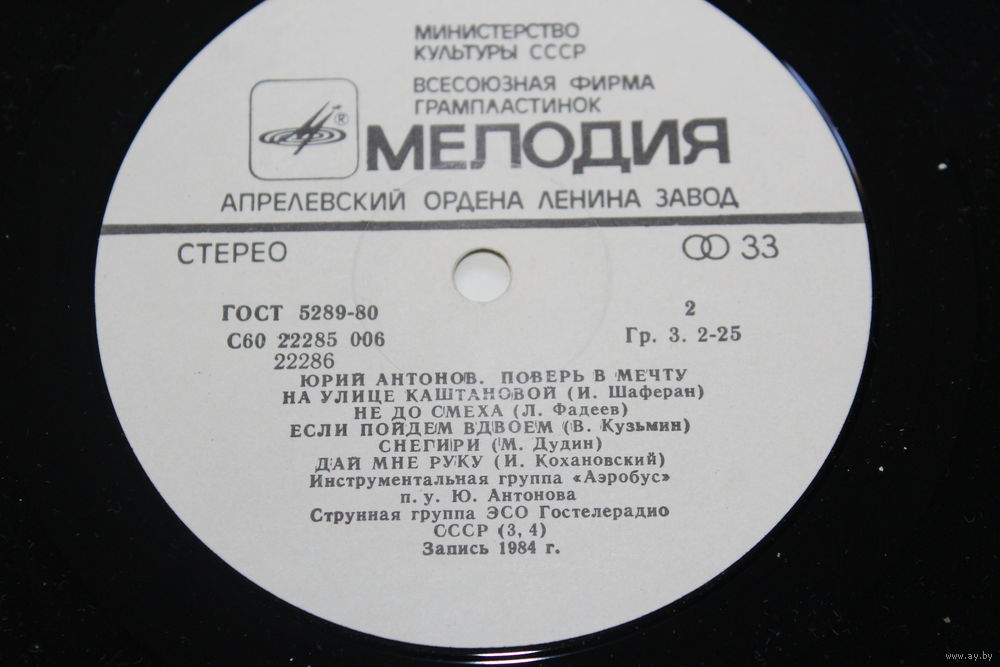 МИНИСТЕРСТВО
КУЛЬТУРЫ СССР
ВСЕСОЮЗНАЯ ФИРМА
ГРАМПЛАСТИНОК
®
МЕЛОДИЯ
АПРЕЛЕВСКИЙ ОРДЕНА ЛЕНИНА ЗАВОД
СТЕРЕО 33
ГОСТ 5289-80 2
С60 22285 006 Гр. 3. 2-25
22286
ЮРИЙ АНТОНОВ. ПОВЕРЬ В МЕЧТУ
НА УЛИЦЕ КАШТАНОВОЙ (И. Шаферан)
НЕ ДО СМЕХА (Л. Фадеев)
ЕСЛИ ПОЙДЕМ ВДВОЕМ (В. Кузьмин)
СНЕГИРИ (М. Дудин)
ДАЙ МНЕ РУКУ (И. Кохановский)
Инструментальная группа «Аэробус»
п. у. Ю. Антонова
Струнная группа ЭСО Гостелерадио
СССР (3, 4)
Запись 1984 г.
www.ay.by